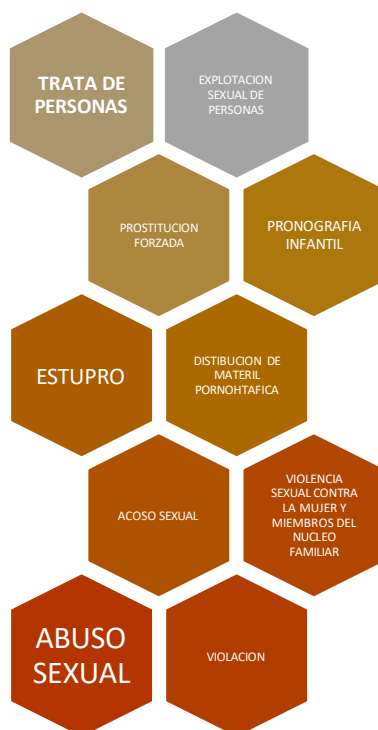 TRATA DE
PERSONAS
EXPLOTACION
SEXUAL DE
PERSONAS
PROSTITUCION
FORZADA
PRONOGRAFIA
INFANTIL
ESTUPRO
DISTIBUCION DE
MATERIL
PORNOHTAFICA
ACOSO SEXUAL
VIOLENCIA
SEXUAL CONTRA
LA MUJER Y
MIEMBROS DEL
NUCLEO
FAMILIAR
ABUSO
SEXUAL
VIOLACION